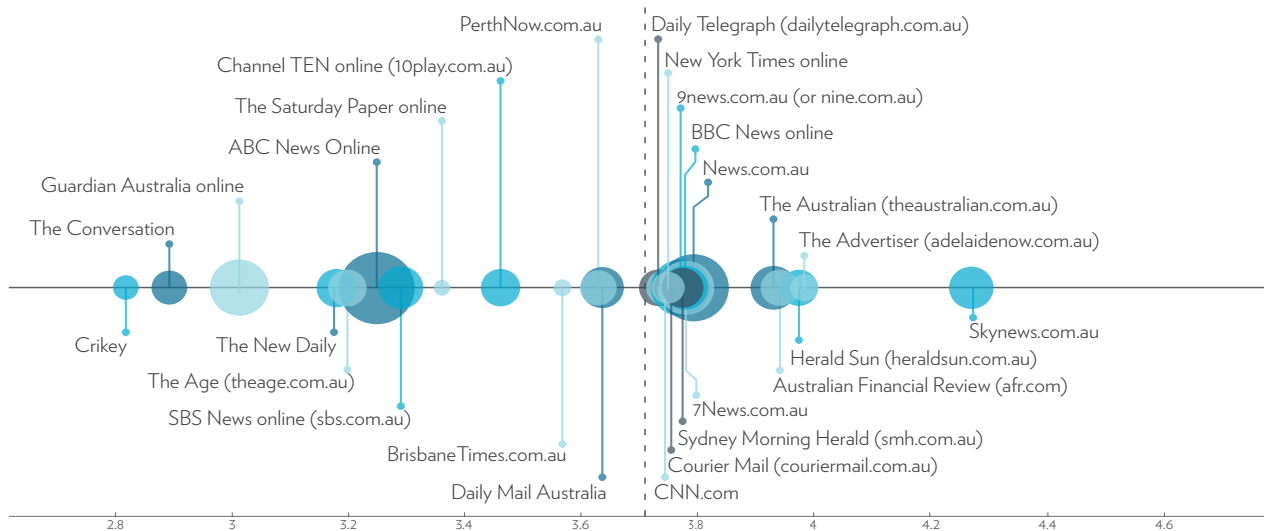 PerthNow.com.au
Daily Telegraph (dailytelegraph.com.au)
Channel TEN online (10play.com.au)
New York Times online
The Saturday Paper online
9news.com.au (or nine.com.au)
ABC News Online
BBC News online
Guardian Australia online
News.com.au
The Conversation
The Australian (theaustralian.com.au)
The Advertiser (adelaidenow.com.au)
Crikey
The New Daily
Skynews.com.au
The Age (theage.com.au)
Herald Sun (heraldsun.com.au)
Australian Financial Review (afr.com)
SBS News online (sbs.com.au)
7News.com.au
BrisbaneTimes.com.au
Sydney Morning Herald (smh.com.au)
Courier Mail (couriermail.com.au)
Daily Mail Australia
CNN.com
2.8 3 3.2 3.4 3.6 3.8 4 4.2 4.4 4.6